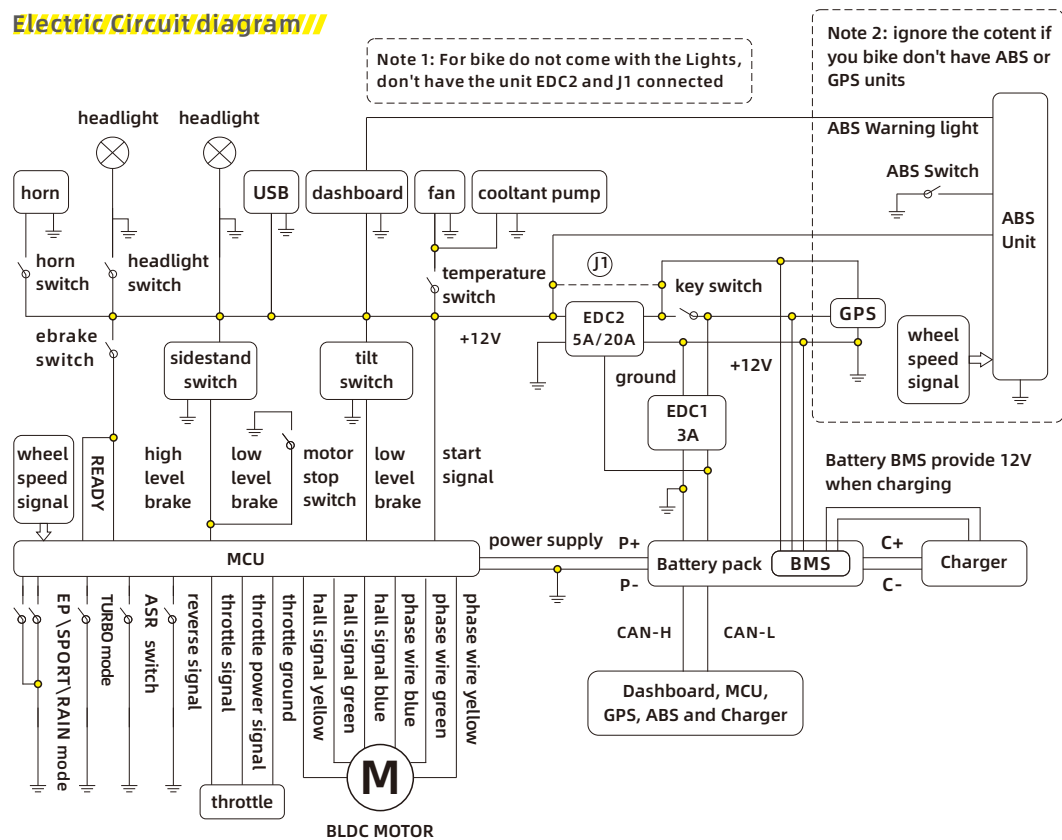 Electric Circuit diagram
Note 1: For bike do not come with the Lights,
don't have the unit EDC2 and J1 connected
Note 2: ignore the cotent if
you bike don't have ABS or
GPS units
headlight
headlight
ABS Warning light
ABS Switch
ABS
Unit
horn
USB
dashboard
fan
cooltant pump
horn
switch
headlight
switch
temperature
switch
J1
key switch
GPS
ebrake
switch
+12V
EDC2
5A/20A
sidestand
switch
tilt
switch
ground
+12V
wheel
speed
signal
EDC1
3A
wheel
speed
signal
READY
high
level
brake
low
level
brake
motor
stop
switch
low
level
brake
start
signal
Battery BMS provide 12V
when charging
MCU
power supply
P+
P-
Battery pack
BMS
C+
C-
Charger
EP \SPORT\RAIN mode
TURBO mode
ASR switch
reverse signal
throttle signal
throttle power signal
throttle ground
hall signal yellow
hall signal green
hall signal blue
phase wire blue
phase wire green
phase wire yellow
CAN-H
CAN-L
Dashboard, MCU,
GPS, ABS and Charger
throttle
M
BLDC MOTOR